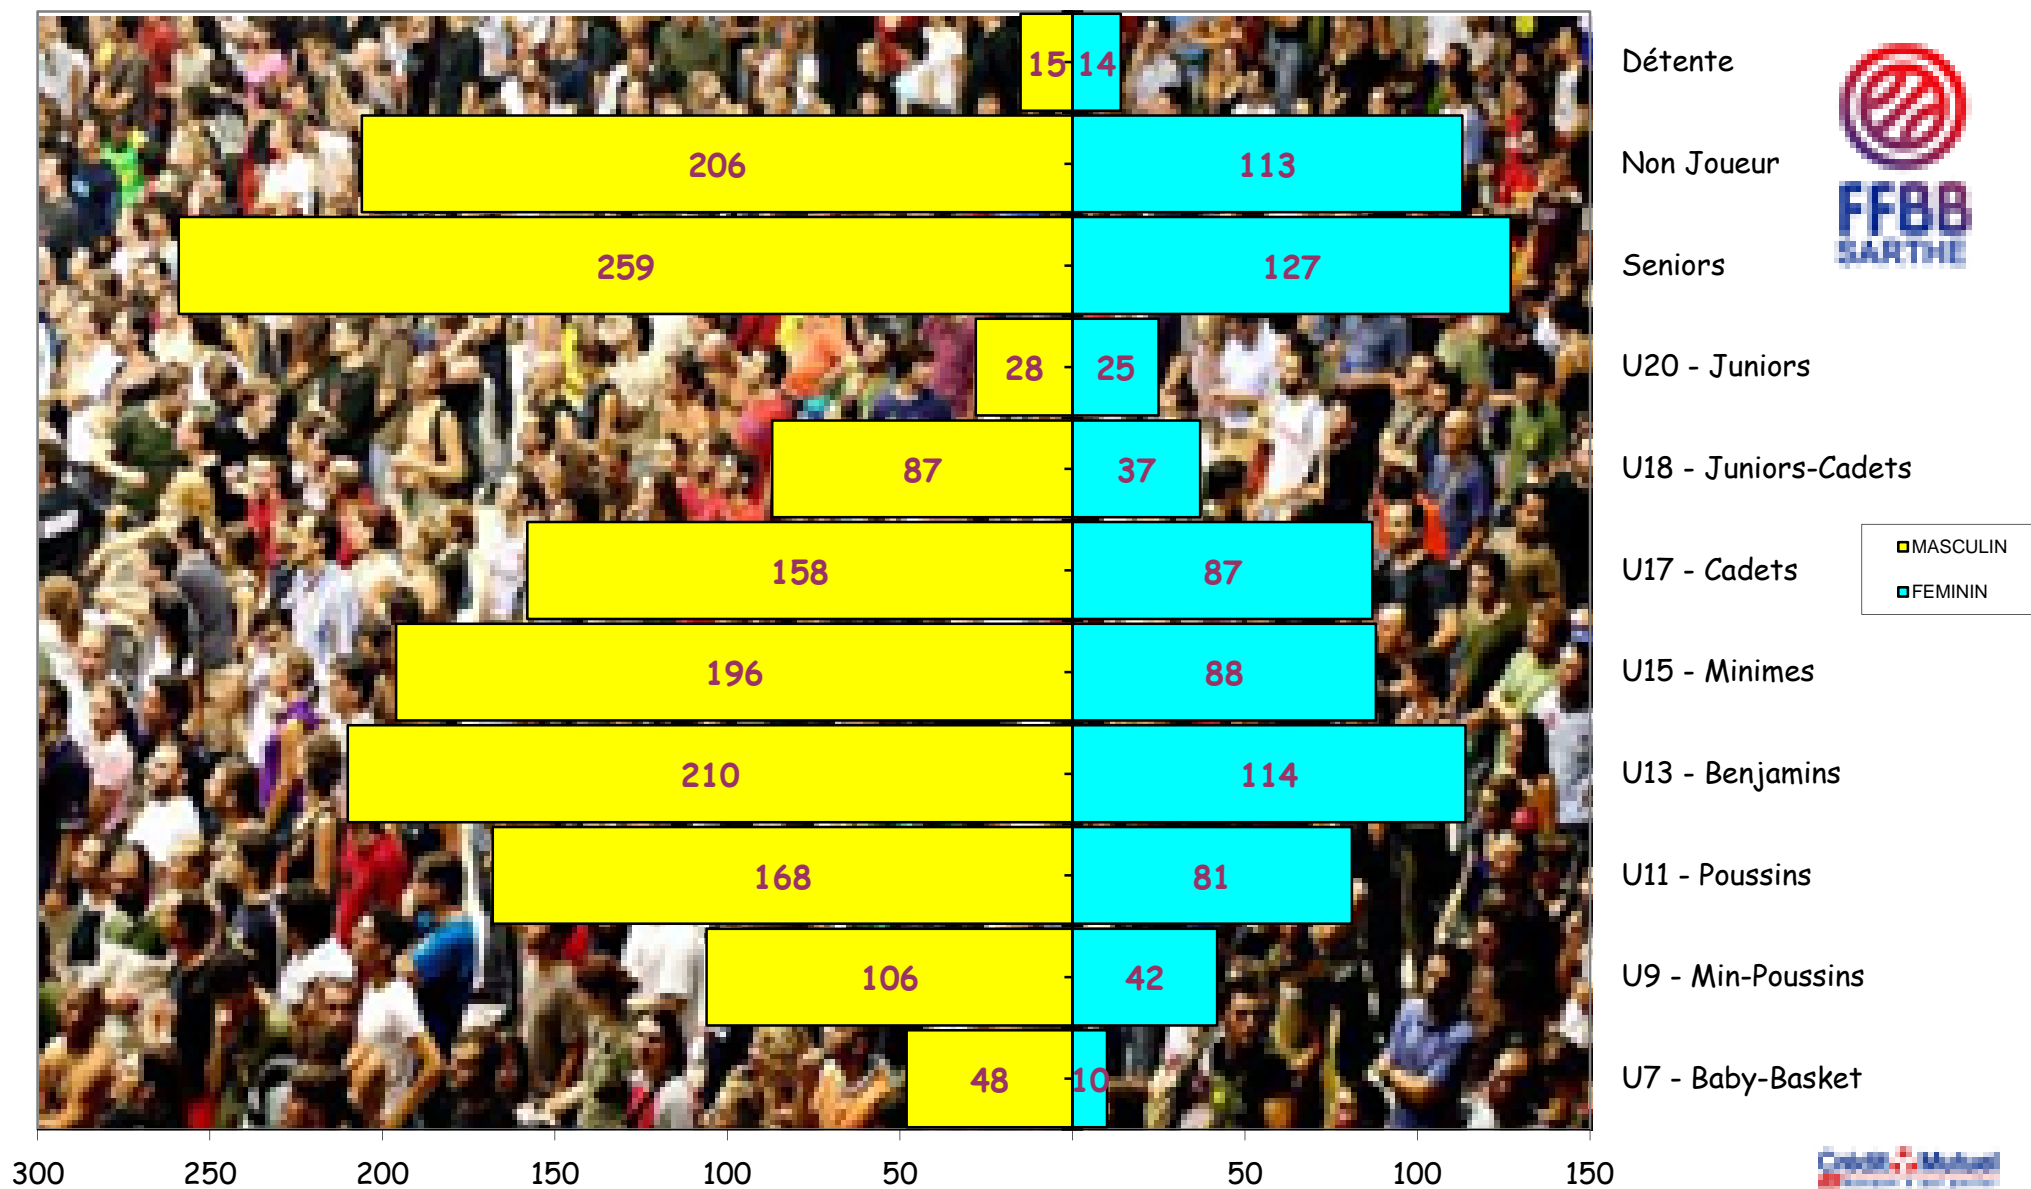 15 14 Détente
206 113 Non Joueur
FFBB
SARTHE
259 127 Seniors
28 25 U20 - Juniors
87 37 U18 - Juniors-Cadets
158 87 U17 - Cadets
MASCULIN
FEMININ
196 88 U15 - Minimes
210 114 U13 - Benjamins
168 81 U11 - Poussins
106 42 U9 - Min-Poussins
48 10 U7 - Baby-Basket
300 250 200 150 100 50 50 100 150
Crédit Mutuel